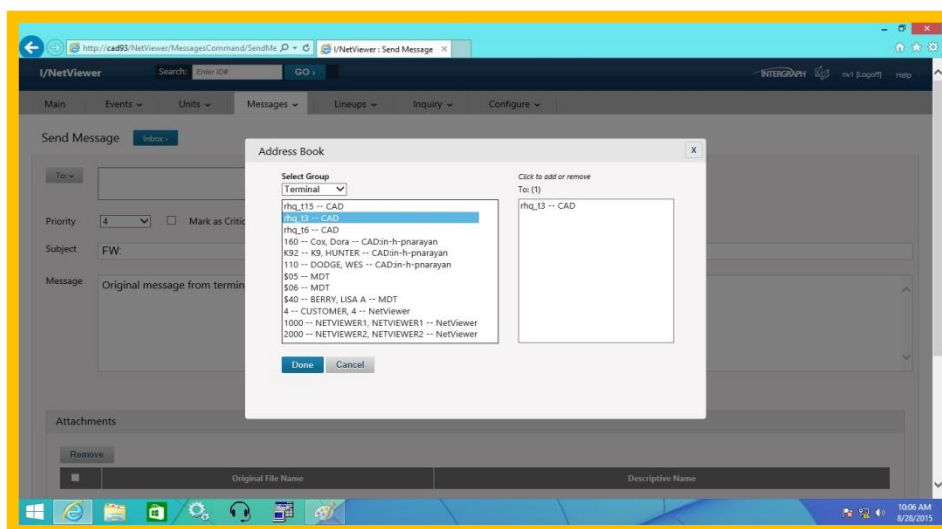 http://cad93/NetViewer/MessagesCommand/SendMe
I/NetViewer : Send Message
I/NetViewer
Search: Enter ID#
GO ›
INTERGRAPH
nv1 [Logoff]
Help
Main
Events
Units
Messages
Lineups
Inquiry
Configure
Send Message
Inbox ›
To:
Priority
4
Mark as Critic
Subject
FW:
Message
Original message from termin
Address Book
X
Select Group
Terminal
rhq_t15 -- CAD
rhq_t3 -- CAD
rhq_t6 -- CAD
160 -- Cox, Dora -- CAD:in-h-pnarayan
K92 -- K9, HUNTER -- CAD:in-h-pnarayan
110 -- DODGE, WES -- CAD:in-h-pnarayan
$05 -- MDT
$06 -- MDT
$40 -- BERRY, LISA A -- MDT
4 -- CUSTOMER, 4 -- NetViewer
1000 -- NETVIEWER1, NETVIEWER1 -- NetViewer
2000 -- NETVIEWER2, NETVIEWER2 -- NetViewer
Click to add or remove
To: (1)
rhq_t3 -- CAD
Done
Cancel
Attachments
Remove
Original File Name
Descriptive Name
10:06 AM
8/28/2015